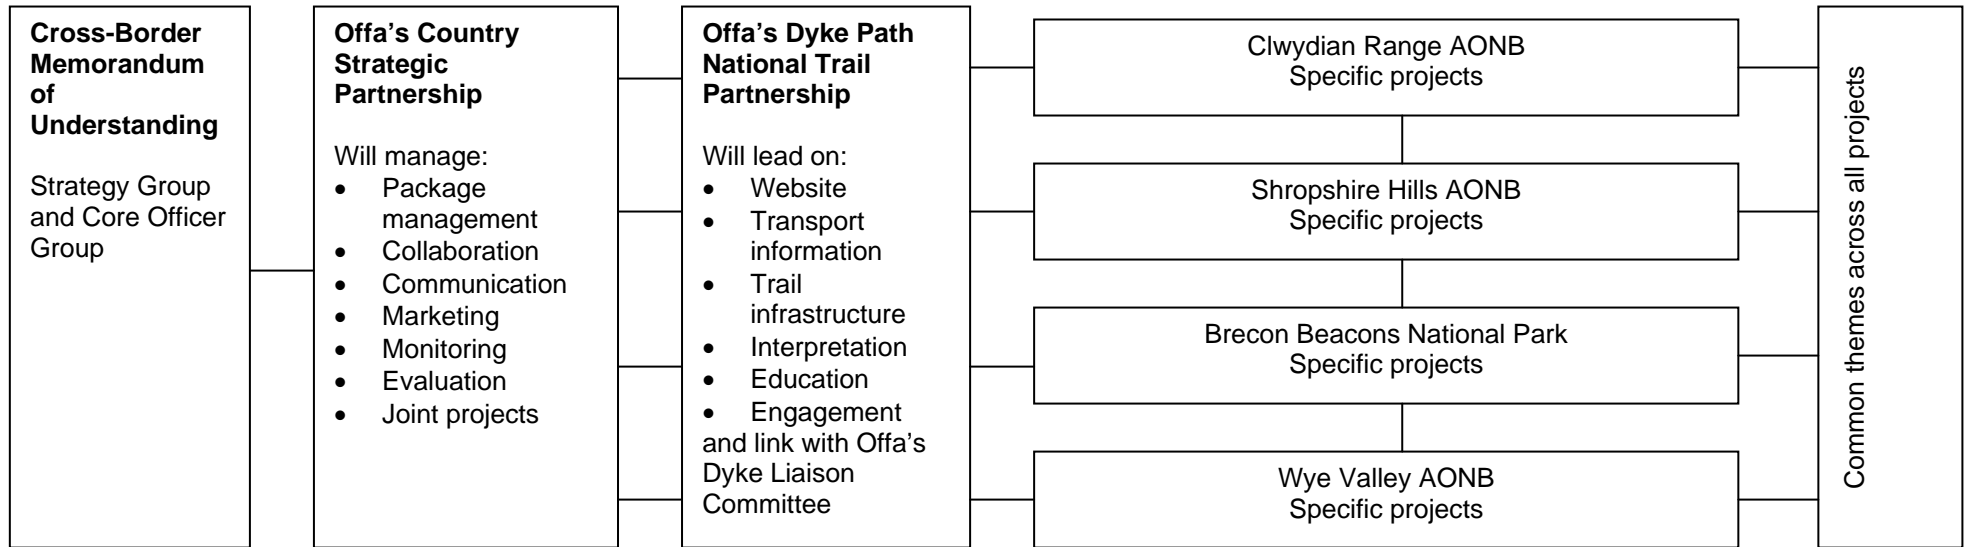 Cross-Border
Memorandum
of
Understanding
Strategy Group
and Core Officer
Group
Offa's Country
Strategic
Partnership
Will manage:
• Package
management
• Collaboration
• Communication
• Marketing
• Monitoring
• Evaluation
• Joint projects
Offa's Dyke Path
National Trail
Partnership
Will lead on:
• Website
• Transport
information
• Trail
infrastructure
• Interpretation
• Education
• Engagement
and link with Offa's
Dyke Liaison
Committee
Clwydian Range AONB
Specific projects
Shropshire Hills AONB
Specific projects
Brecon Beacons National Park
Specific projects
Wye Valley AONB
Specific projects
Common themes across all projects